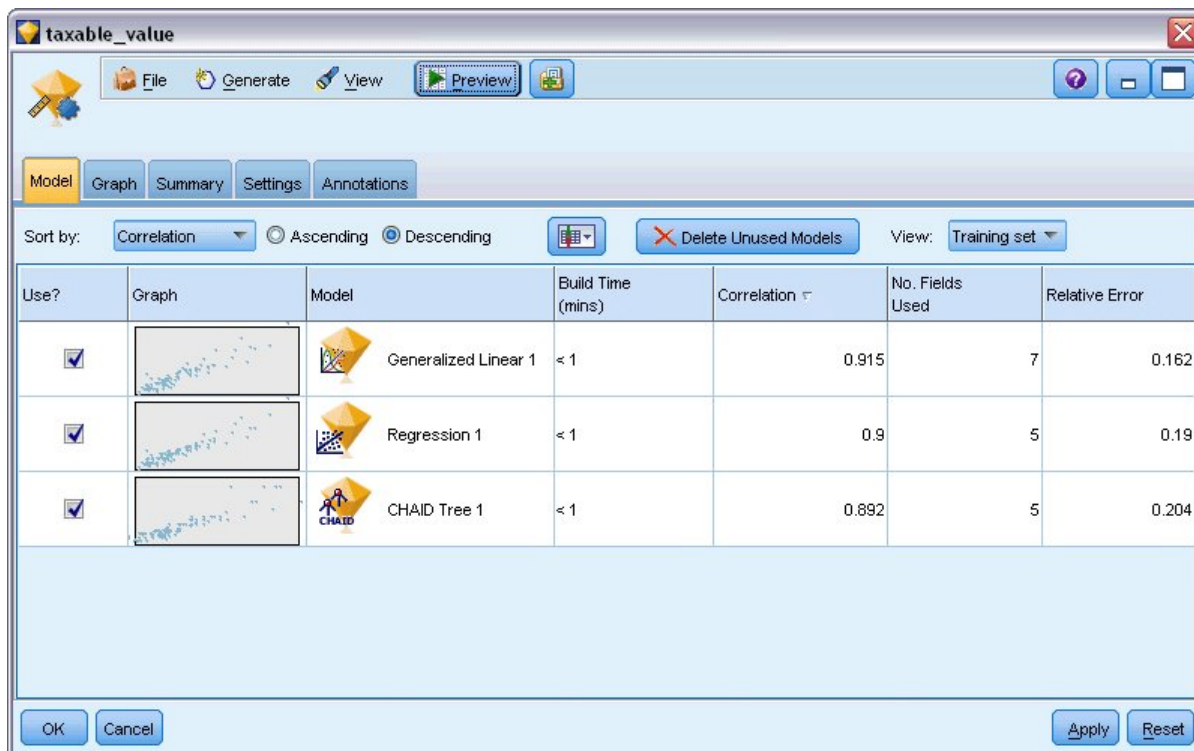 taxable_value
File Generate View Preview
Model Graph Summary Settings Annotations
Sort by: Correlation Ascending Descending Delete Unused Models View: Training set
Use? Graph Model Build Time (mins) Correlation No. Fields Used Relative Error
Generalized Linear 1 < 1 0.915 7 0.162
Regression 1 < 1 0.9 5 0.19
CHAID CHAID Tree 1 < 1 0.892 5 0.204
OK Cancel Apply Reset